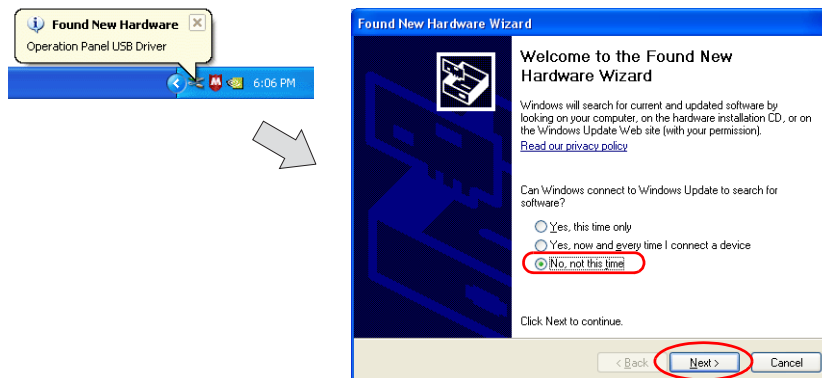 Found New Hardware
Operation Panel USB Driver
6:06 PM
Found New Hardware Wizard
Welcome to the Found New
Hardware Wizard
Windows will search for current and updated software by
looking on your computer, on the hardware installation CD, or on
the Windows Update Web site (with your permission).
Read our privacy policy
Can Windows connect to Windows Update to search for
software?
Yes, this time only
Yes, now and every time I connect a device
No, not this time
Click Next to continue.
< Back
Next >
Cancel